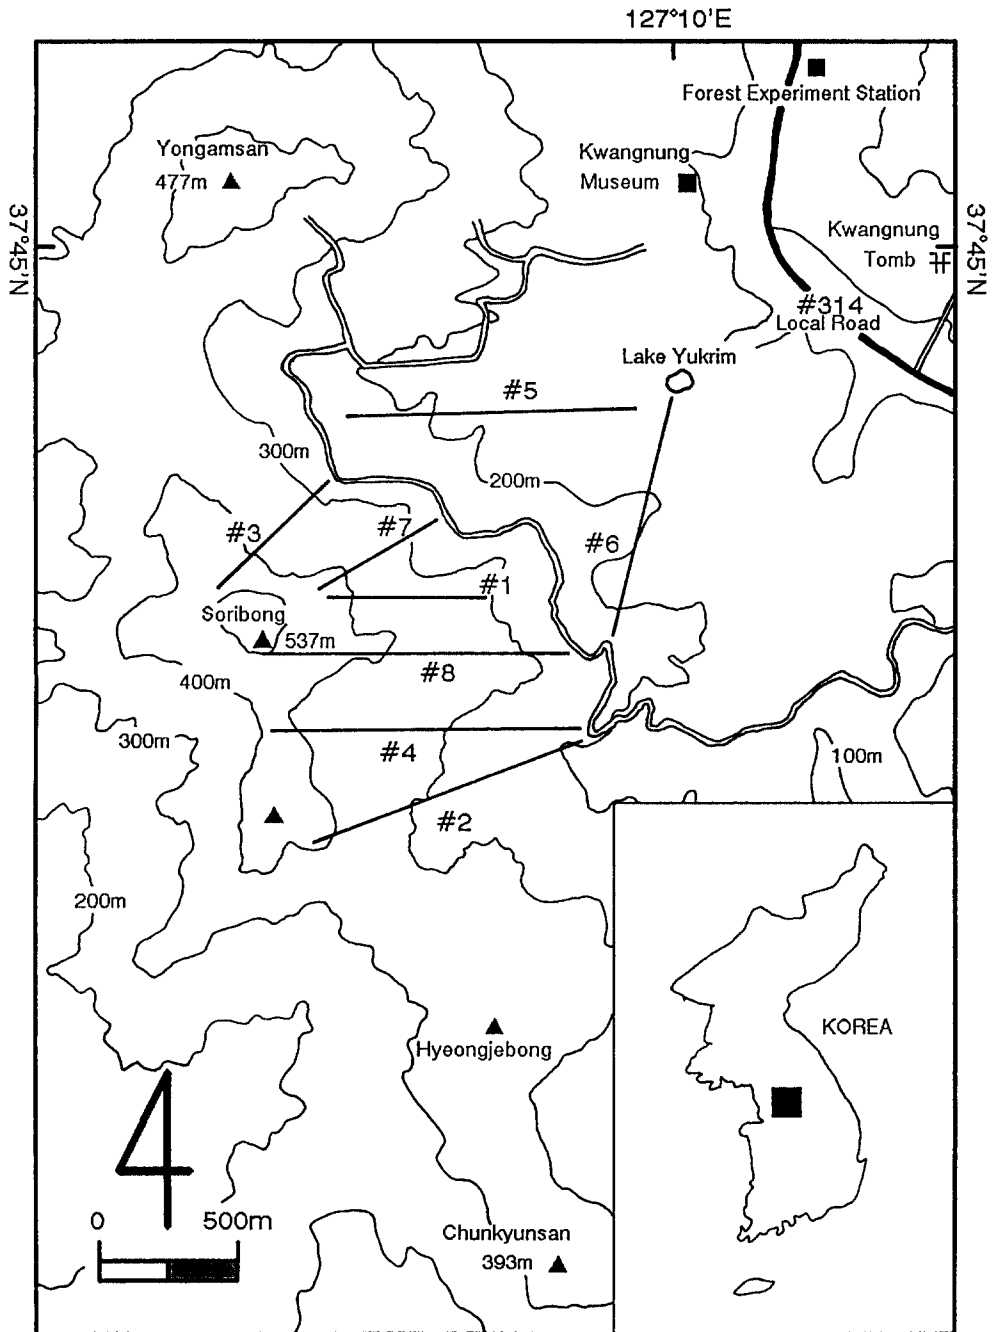 127°10'E
Forest Experiment Station
Yongamsan
477m
Kwangnung
Museum
37°45'N
37°45'N
Kwangnung
Tomb
#314
Local Road
Lake Yukrim
#5
300m
200m
#3
#7
#6
#1
Soribong
537m
#8
400m
300m
#4
100m
#2
200m
KOREA
Hyeongjebong
0
500m
Chunkyunsan
393m